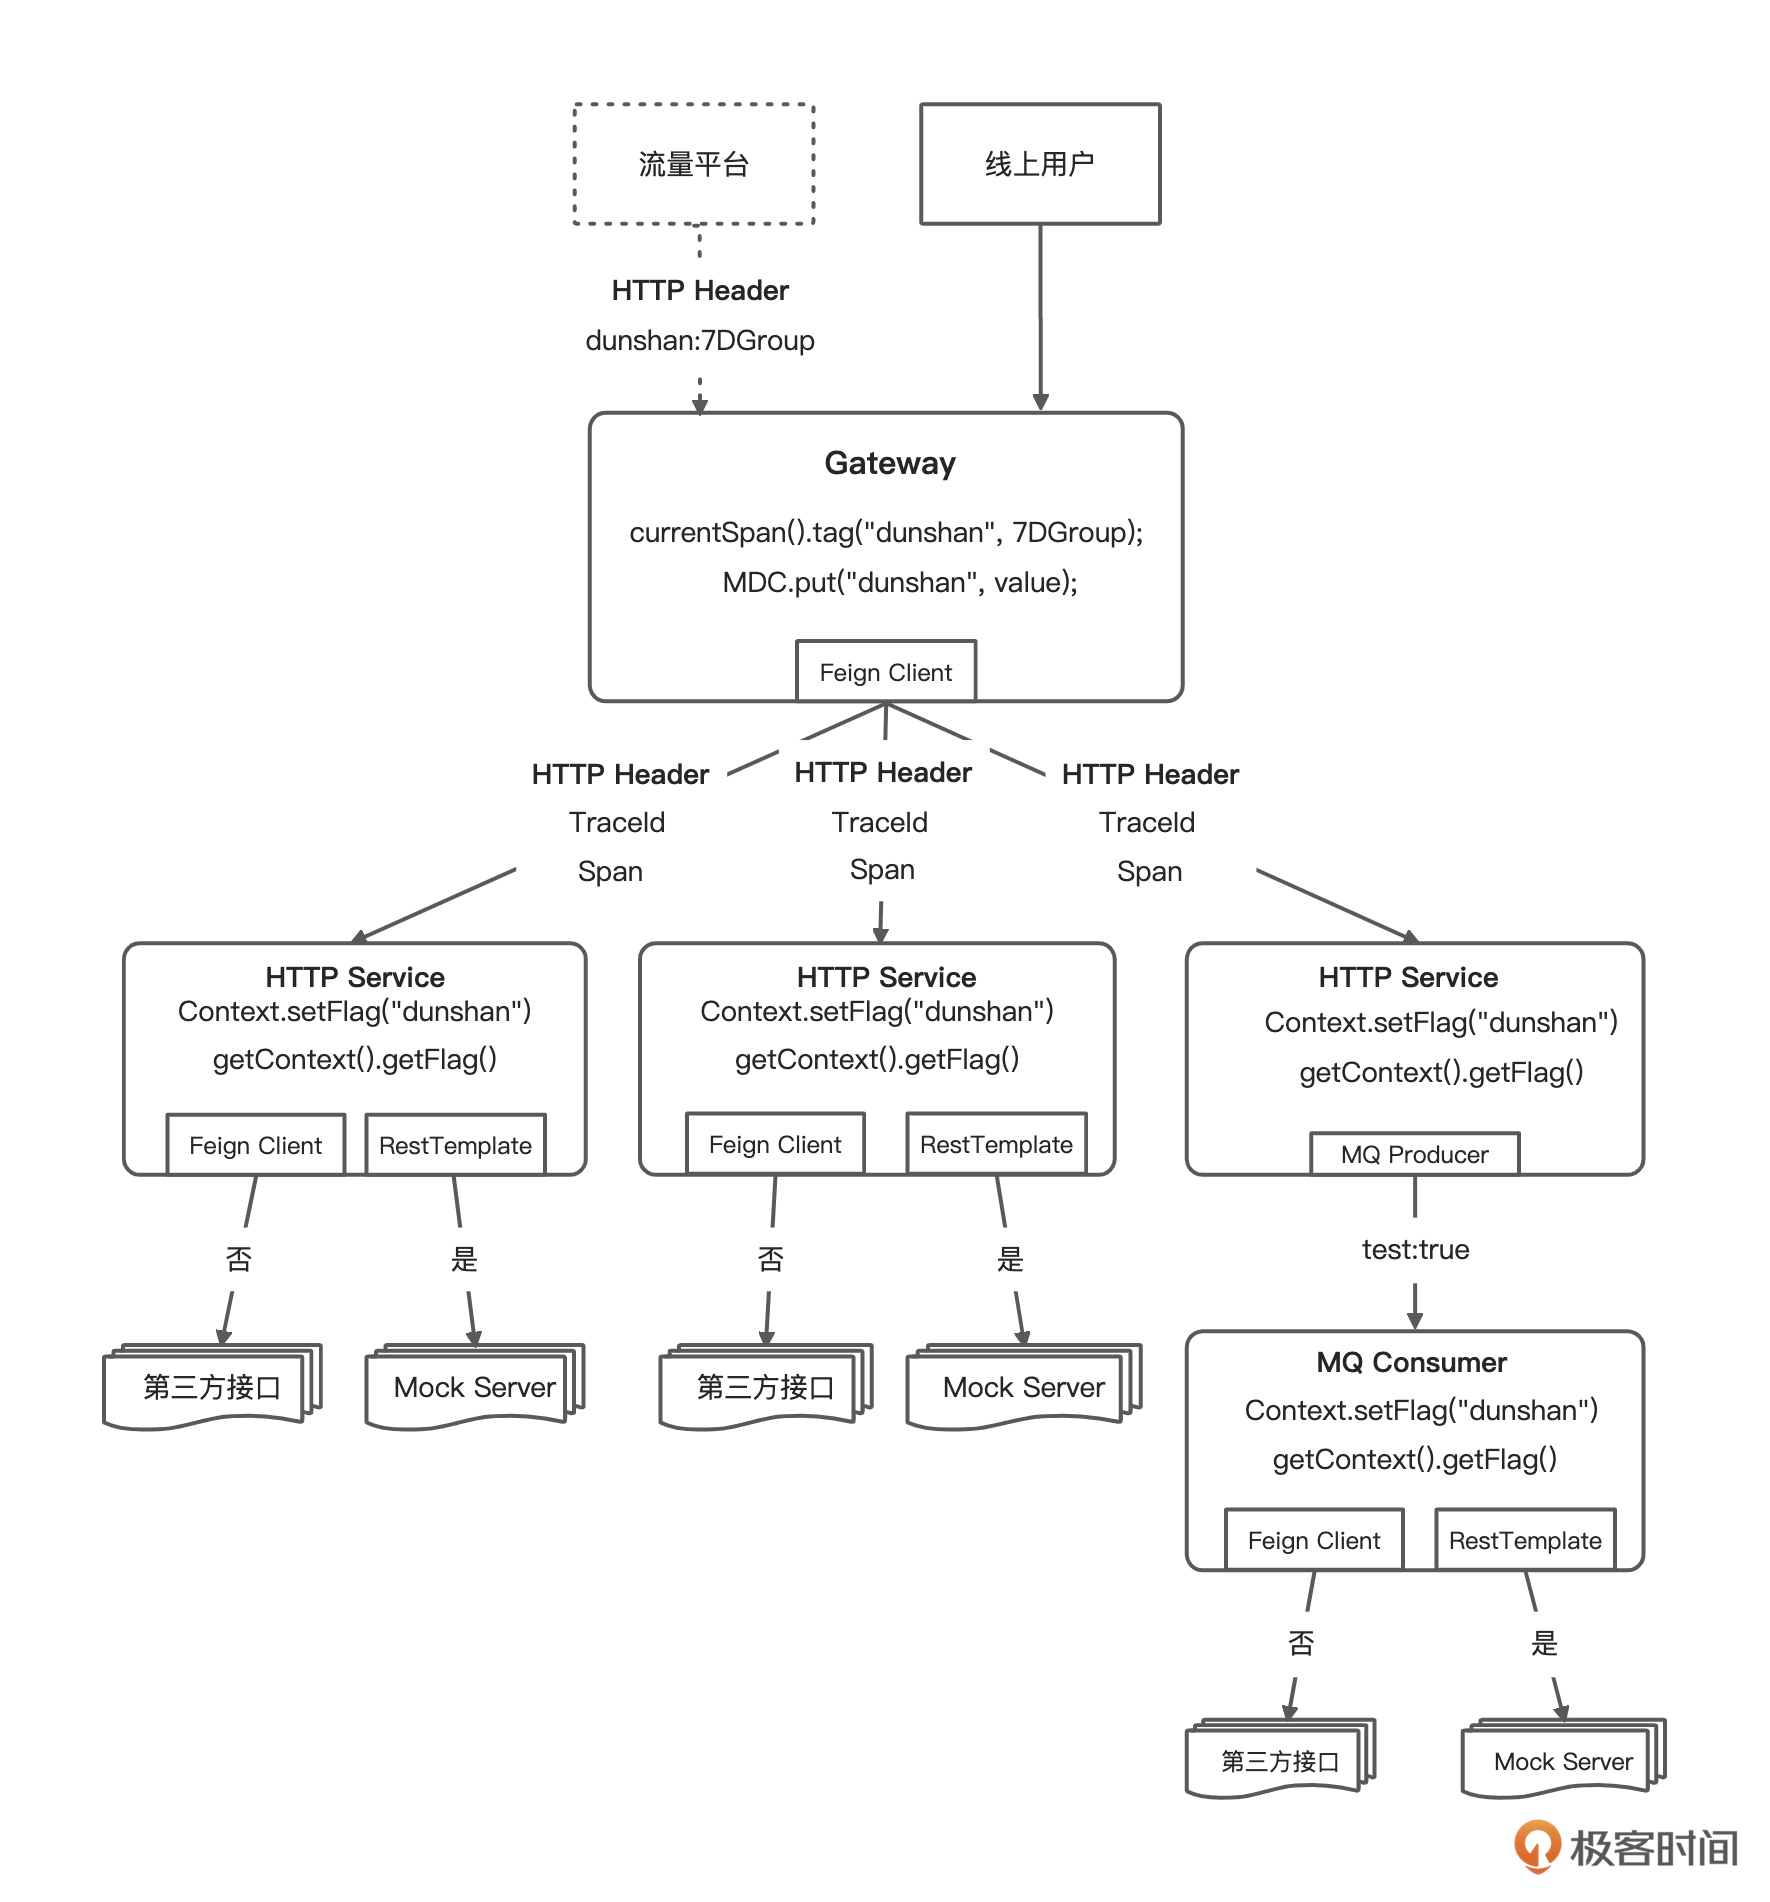 流量平台
线上用户
HTTP Header
dunshan:7DGroup
Gateway
currentSpan().tag("dunshan", 7DGroup);
MDC.put("dunshan", value);
Feign Client
HTTP Header
TraceId
Span
HTTP Header
TraceId
Span
HTTP Header
TraceId
Span
HTTP Service
Context.setFlag("dunshan")
getContext().getFlag()
Feign Client
RestTemplate
否
是
第三方接口
Mock Server
HTTP Service
Context.setFlag("dunshan")
getContext().getFlag()
Feign Client
RestTemplate
否
是
第三方接口
Mock Server
HTTP Service
Context.setFlag("dunshan")
getContext().getFlag()
MQ Producer
test:true
MQ Consumer
Context.setFlag("dunshan")
getContext().getFlag()
Feign Client
RestTemplate
否
是
第三方接口
Mock Server
极客时间